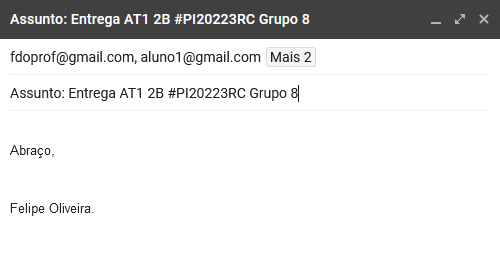 Assunto: Entrega AT1 2B #PI20223RC Grupo 8
fdoprof@gmail.com, aluno1@gmail.com Mais 2
Assunto: Entrega AT1 2B #PI20223RC Grupo 8
Abraço,
Felipe Oliveira.